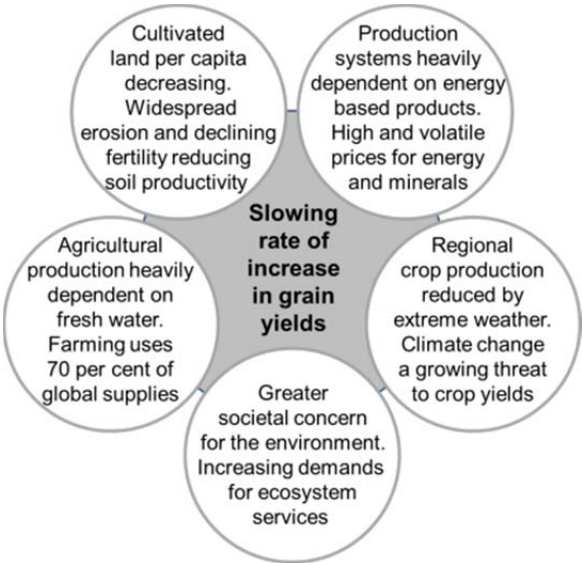 Cultivated
land per capita
decreasing.
Widespread
erosion and declining
fertility reducing
soil productivity
Production
systems heavily
dependent on energy
based products.
High and volatile
prices for energy
and minerals
Slowing
rate of
increase
in grain
yields
Agricultural
production heavily
dependent on
fresh water.
Farming uses
70 per cent of
global supplies
Regional
crop production
reduced by
extreme weather.
Climate change
a growing threat
to crop yields
Greater
societal concern
for the environment.
Increasing demands
for ecosystem
services